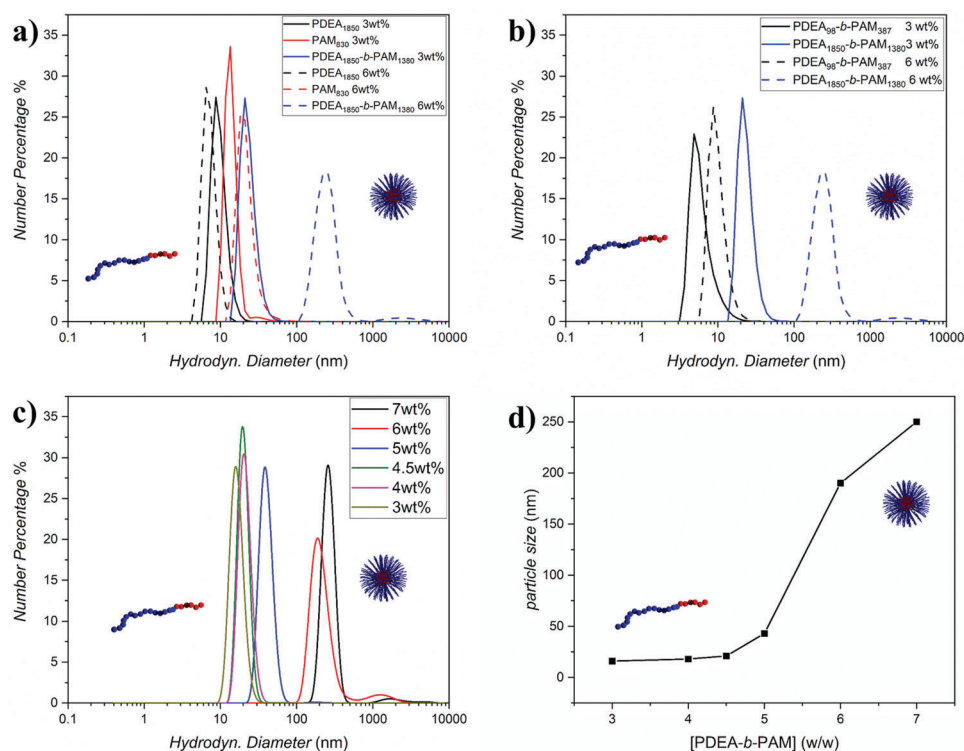 a)
PDEA1850 3wt%
PAM830 3wt%
PDEA1850-b-PAM1380 3wt%
PDEA1850 6wt%
PAM830 6wt%
PDEA1850-b-PAM1380 6wt%
Number Percentage %
35
30
25
20
15
10
5
0
0.1 1 10 100 1000 10000
Hydrodyn. Diameter (nm)
b)
PDEA98-b-PAM387 3 wt%
PDEA1850-b-PAM1380 3 wt%
PDEA98-b-PAM387 6 wt%
PDEA1850-b-PAM1380 6 wt%
Number Percentage %
35
30
25
20
15
10
5
0
0.1 1 10 100 1000 10000
Hydrodyn. Diameter (nm)
c)
7wt%
6wt%
5wt%
4.5wt%
4wt%
3wt%
Number Percentage %
35
30
25
20
15
10
5
0
0.1 1 10 100 1000 10000
Hydrodyn. Diameter (nm)
d)
particle size (nm)
250
200
150
100
50
0
3 4 5 6 7
[PDEA-b-PAM] (w/w)